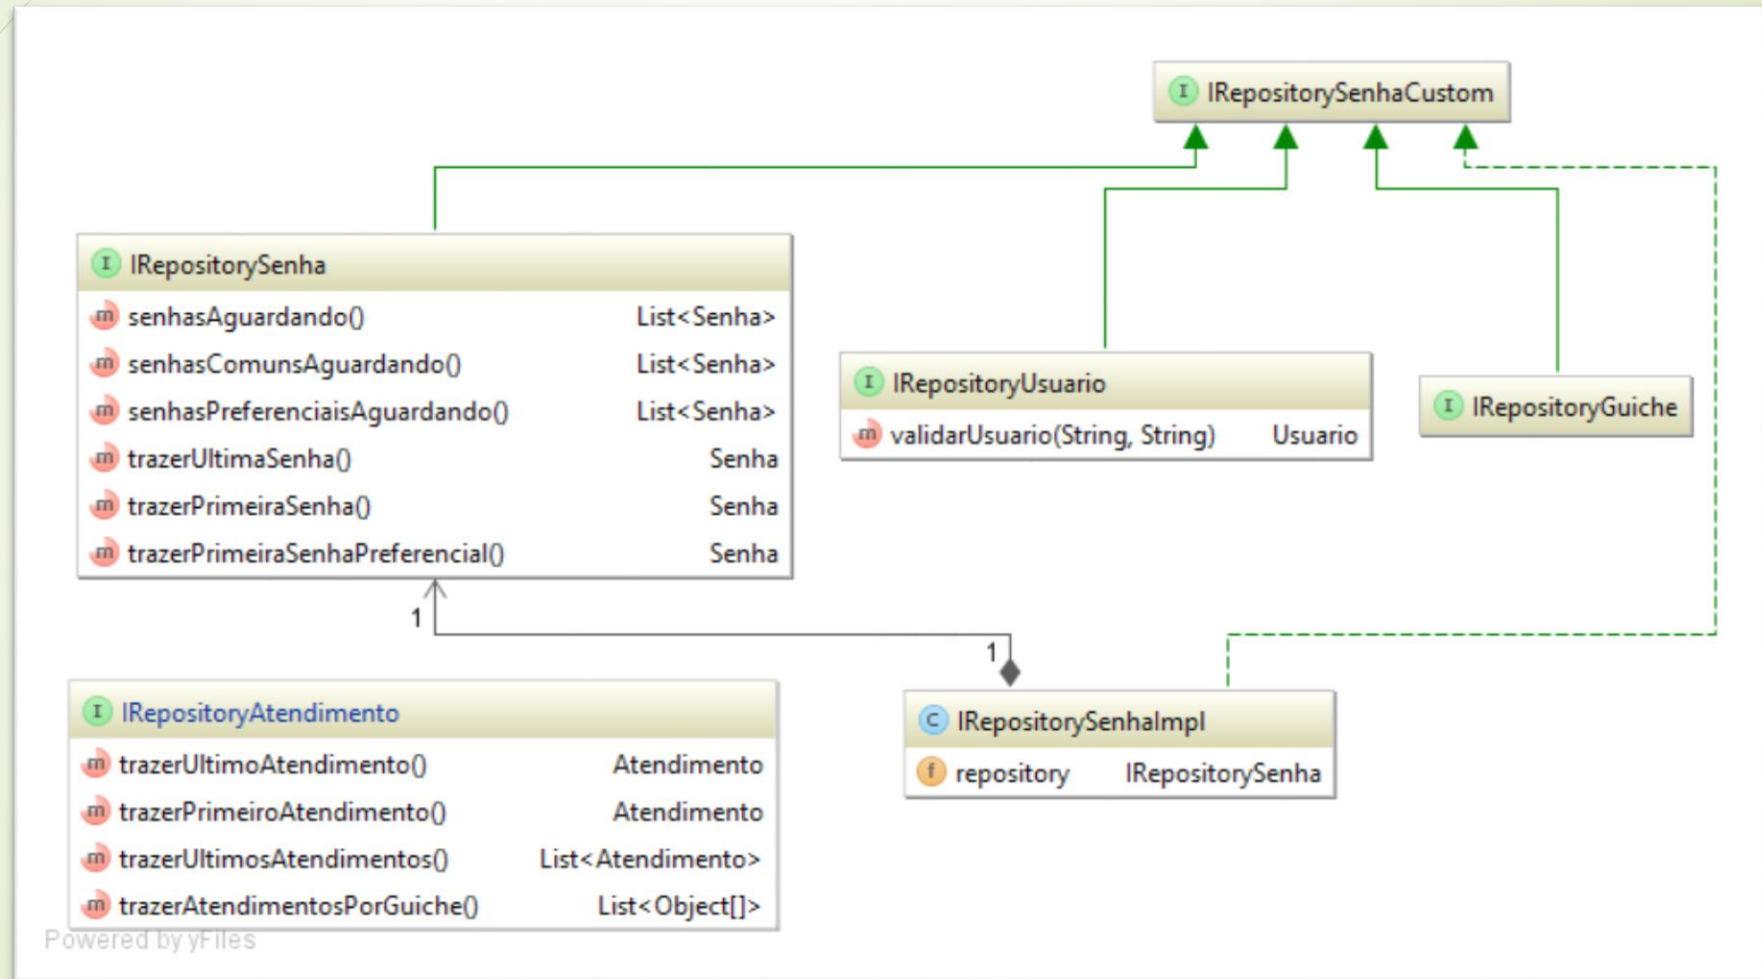 IRepositorySenhaCustom
IRepositorySenha
senhasAguardando() List<Senha>
senhasComunsAguardando() List<Senha>
senhasPreferenciaisAguardando() List<Senha>
trazerUltimaSenha() Senha
trazerPrimeiraSenha() Senha
trazerPrimeiraSenhaPreferencial() Senha
IRepositoryUsuario
validarUsuario(String, String) Usuario
IRepositoryGuiche
1
1
IRepositoryAtendimento
trazerUltimoAtendimento() Atendimento
trazerPrimeiroAtendimento() Atendimento
trazerUltimosAtendimentos() List<Atendimento>
trazerAtendimentosPorGuiche() List<Object[]>
IRepositorySenhaImpl
repository IRepositorySenha
Powered by yFiles